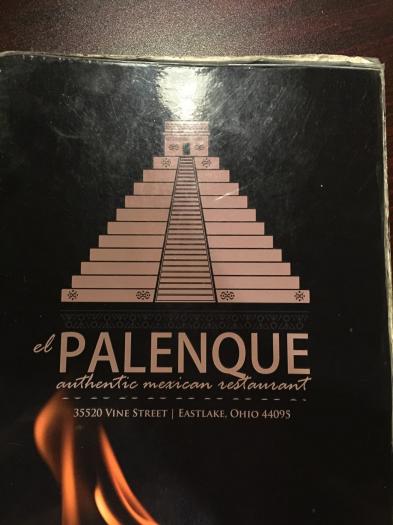 el PALENQUE
authentic mexican restaurant
35520 VINE STREET | EASTLAKE, OHIO 44095